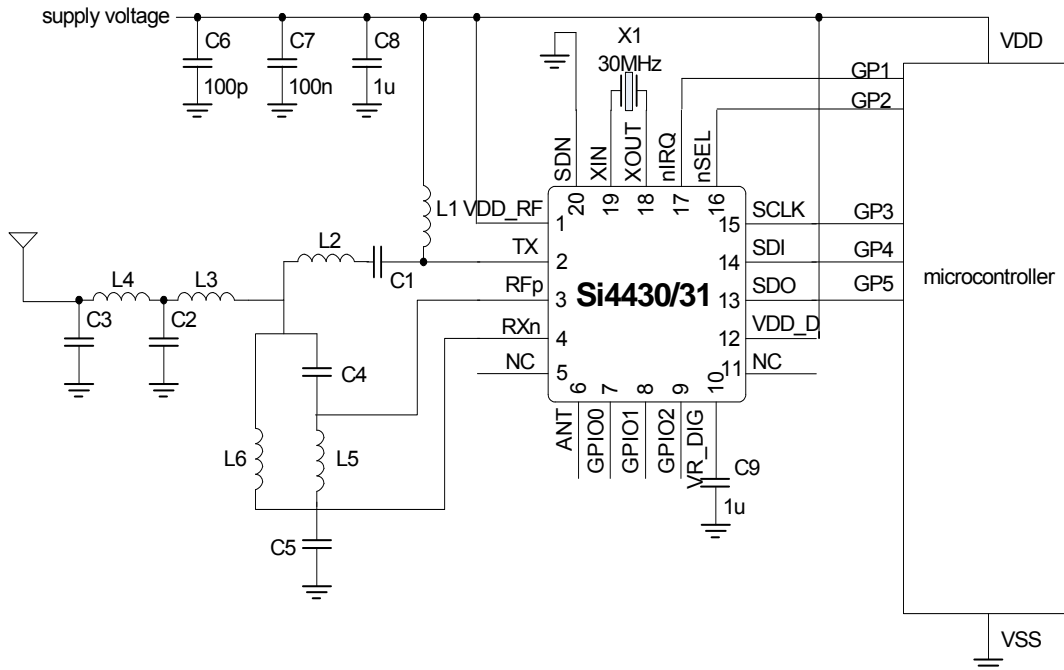 supply voltage
C6
100p
C7
100n
C8
1u
X1
30MHz
VDD
GP1
GP2
SDN
XIN
XOUT
nIRQ
nSEL
20
19
18
17
16
L1
VDD_RF
1
15
SCLK
GP3
L2
C1
TX
2
14
SDI
GP4
microcontroller
L4
L3
RFp
3
Si4430/31
13
SDO
GP5
C3
C2
RXn
4
12
VDD_D
NC
5
11
NC
C4
6
7
8
9
10
ANT
GPIO0
GPIO1
GPIO2
VR_DIG
C9
1u
L6
L5
C5
VSS